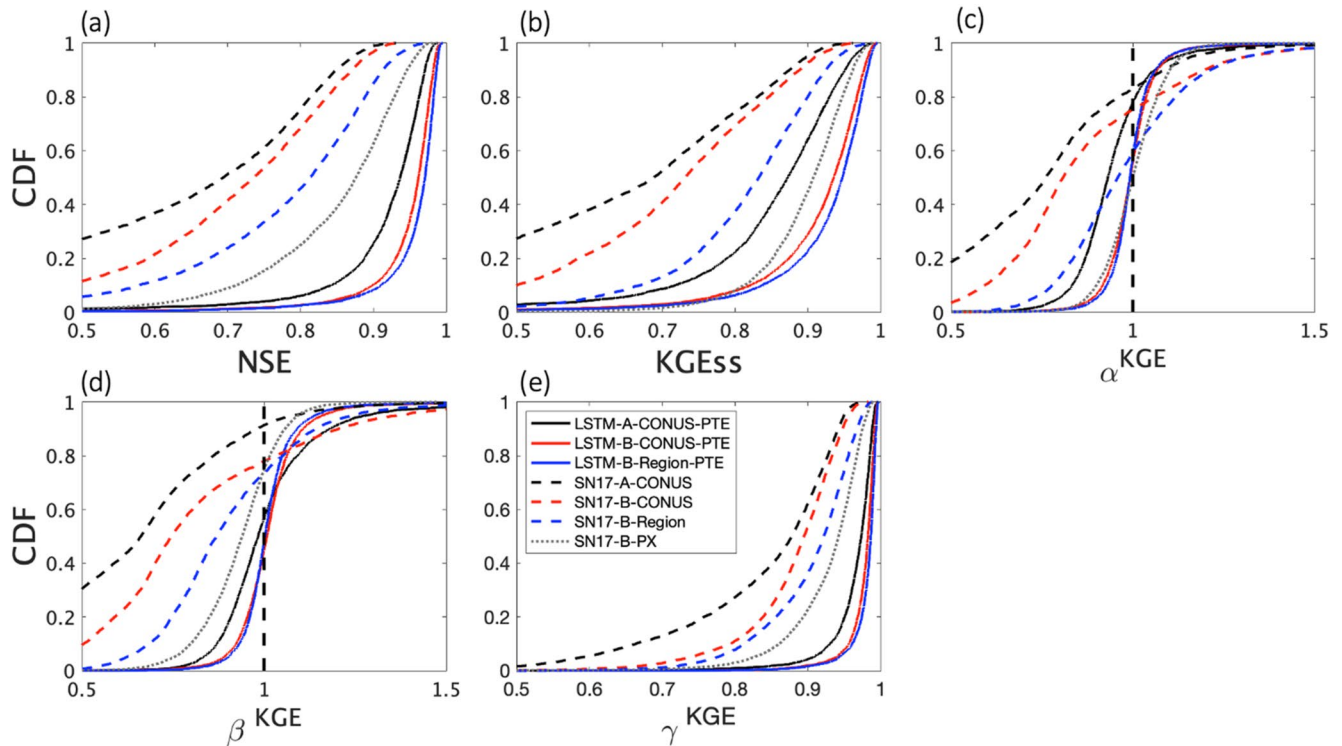 (a)
1
0.8
0.6
0.4
0.2
0
0.5 0.6 0.7 0.8 0.9 1
CDF
NSE
(b)
1
0.8
0.6
0.4
0.2
0
0.5 0.6 0.7 0.8 0.9 1
KGEss
(c)
1
0.8
0.6
0.4
0.2
0
0.5 1 1.5
α KGE
(d)
1
0.8
0.6
0.4
0.2
0
0.5 1 1.5
CDF
β KGE
(e)
1
0.8
0.6
0.4
0.2
0
LSTM-A-CONUS-PTE
LSTM-B-CONUS-PTE
LSTM-B-Region-PTE
SN17-A-CONUS
SN17-B-CONUS
SN17-B-Region
SN17-B-PX
0.5 0.6 0.7 0.8 0.9 1
γ KGE